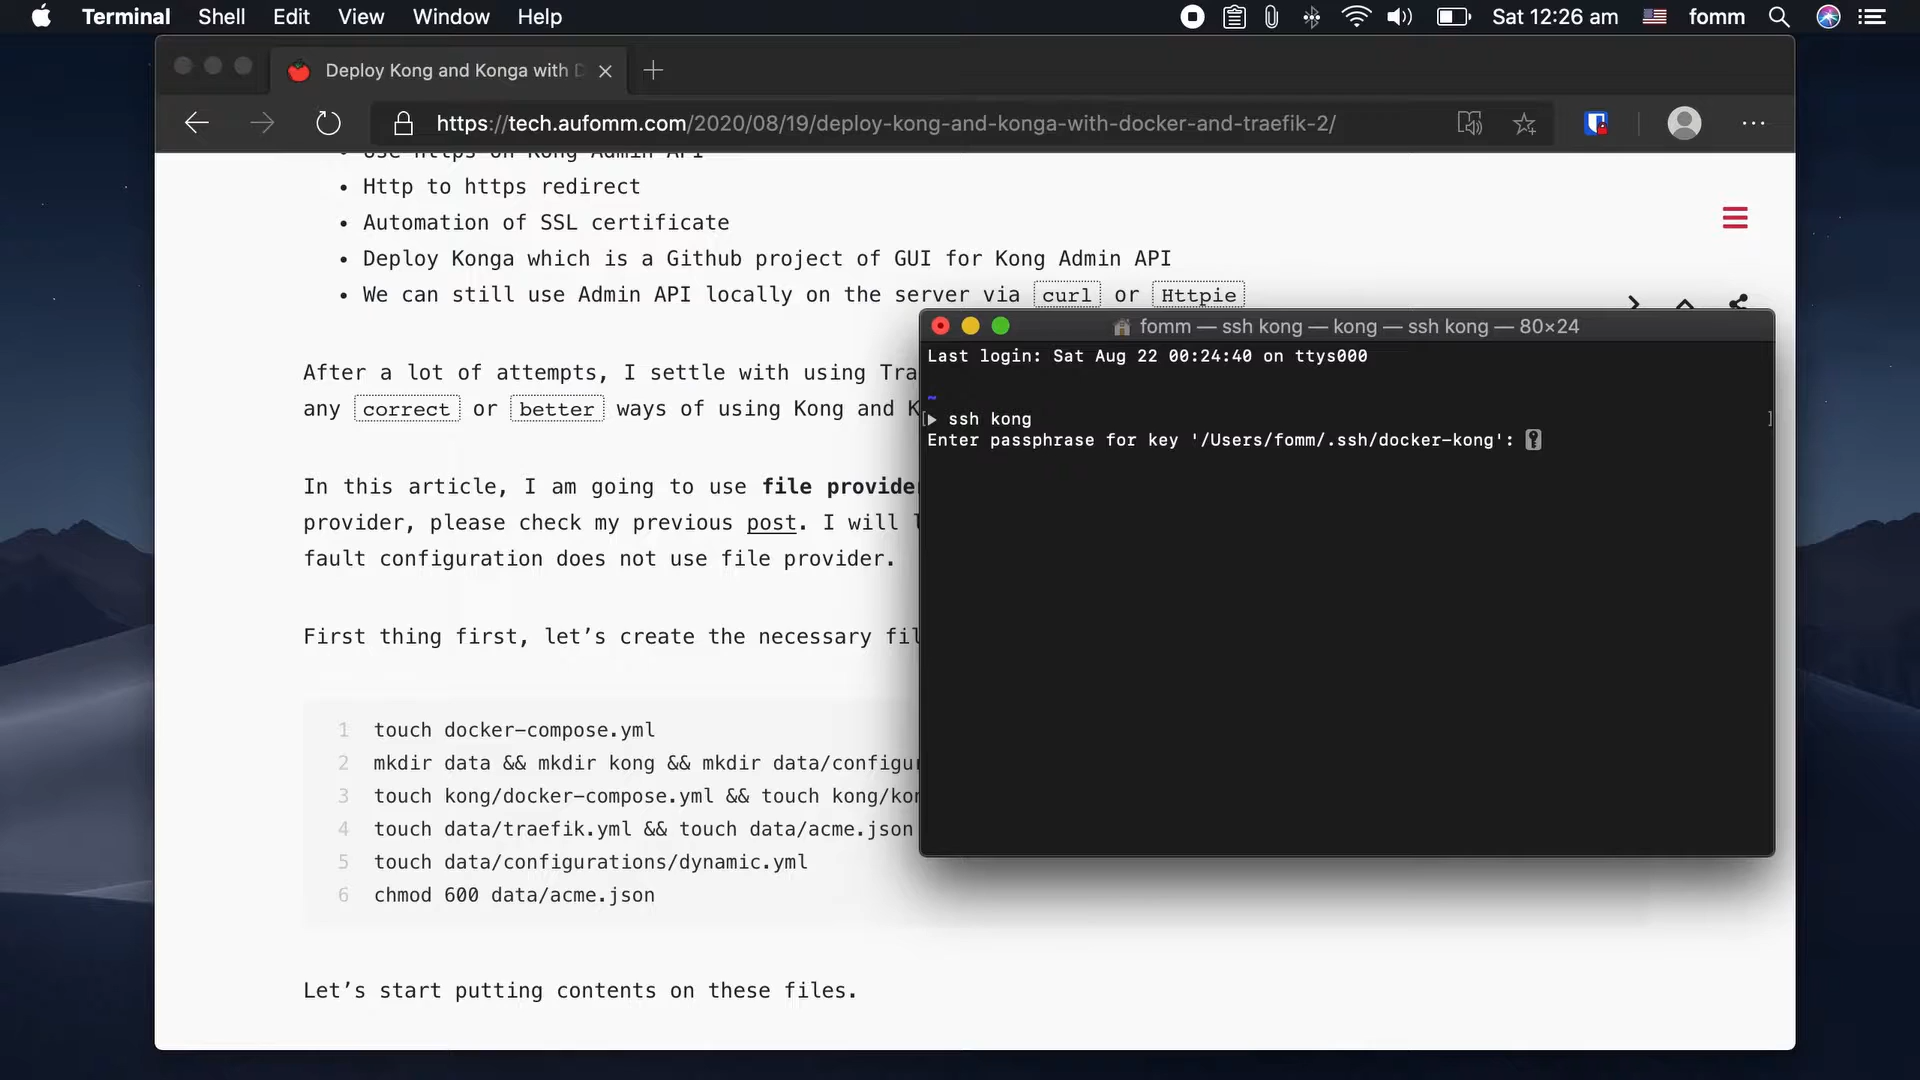 Terminal Shell Edit View Window Help Sat 12:26 am fomm
Deploy Kong and Konga with D
https://tech.aufomm.com/2020/08/19/deploy-kong-and-konga-with-docker-and-traefik-2/
Use https on Kong Admin API
Http to https redirect
Automation of SSL certificate
Deploy Konga which is a Github project of GUI for Kong Admin API
We can still use Admin API locally on the server via curl or Httpie
After a lot of attempts, I settle with using Tra
any correct or better ways of using Kong and K
In this article, I am going to use file provider
provider, please check my previous post. I will l
fault configuration does not use file provider.
First thing first, let’s create the necessary fil
1 touch docker-compose.yml
2 mkdir data && mkdir kong && mkdir data/configur
3 touch kong/docker-compose.yml && touch kong/kon
4 touch data/traefik.yml && touch data/acme.json
5 touch data/configurations/dynamic.yml
6 chmod 600 data/acme.json
Let’s start putting contents on these files.
fomm — ssh kong — kong — ssh kong — 80×24
Last login: Sat Aug 22 00:24:40 on ttys000
~
[▶ ssh kong ]
Enter passphrase for key '/Users/fomm/.ssh/docker-kong':